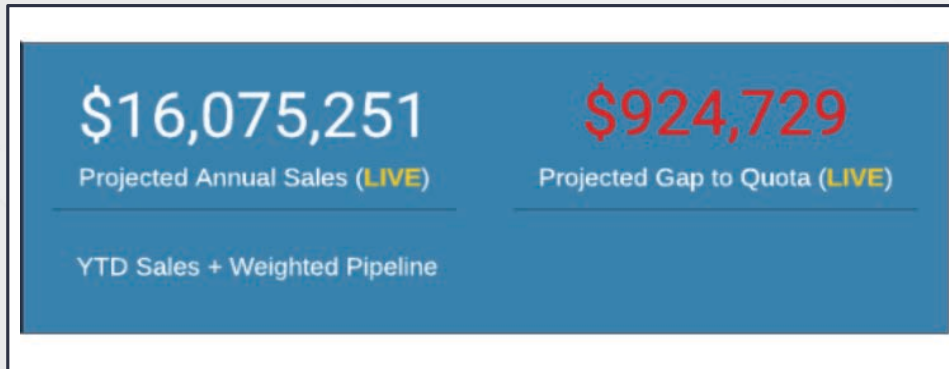 $16,075,251
Projected Annual Sales (LIVE)
$924,729
Projected Gap to Quota (LIVE)
YTD Sales + Weighted Pipeline